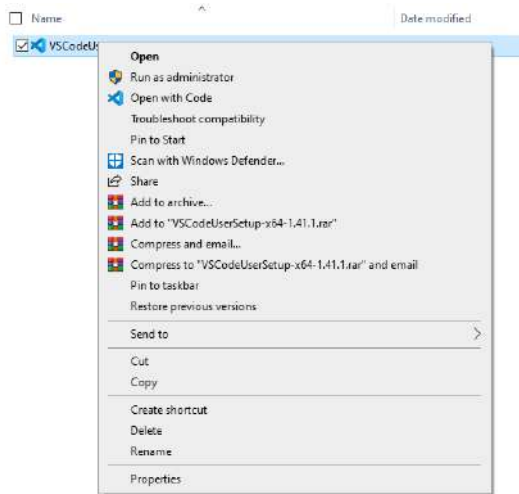 Name
Date modified
VSCodeUs
Open
Run as administrator
Open with Code
Troubleshoot compatibility
Pin to Start
Scan with Windows Defender...
Share
Add to archive...
Add to "VSCodeUserSetup-x64-1.41.1.rar"
Compress and email...
Compress to "VSCodeUserSetup-x64-1.41.1.rar" and email
Pin to taskbar
Restore previous versions
Send to
Cut
Copy
Create shortcut
Delete
Rename
Properties